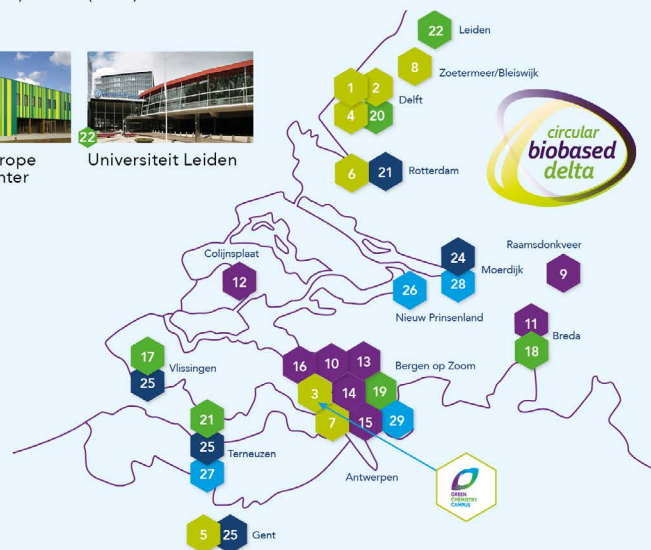 22
Leiden
8
Zoetermeer/Bleiswijk
1
2
Delft
4
20
22
Universiteit Leiden
6
21
Rotterdam
circular
biobased
delta
Colijnsplaat
12
24
Moerdijk
26
28
Nieuw Prinsenland
Raamsdonkveer
9
11
Breda
18
17
Vlissingen
25
16
10
13
Bergen op Zoom
3
14
19
7
15
29
21
25
Terneuzen
27
Antwerpen
GREEN
CHEMISTRY
CAMPUS
5
25
Gent